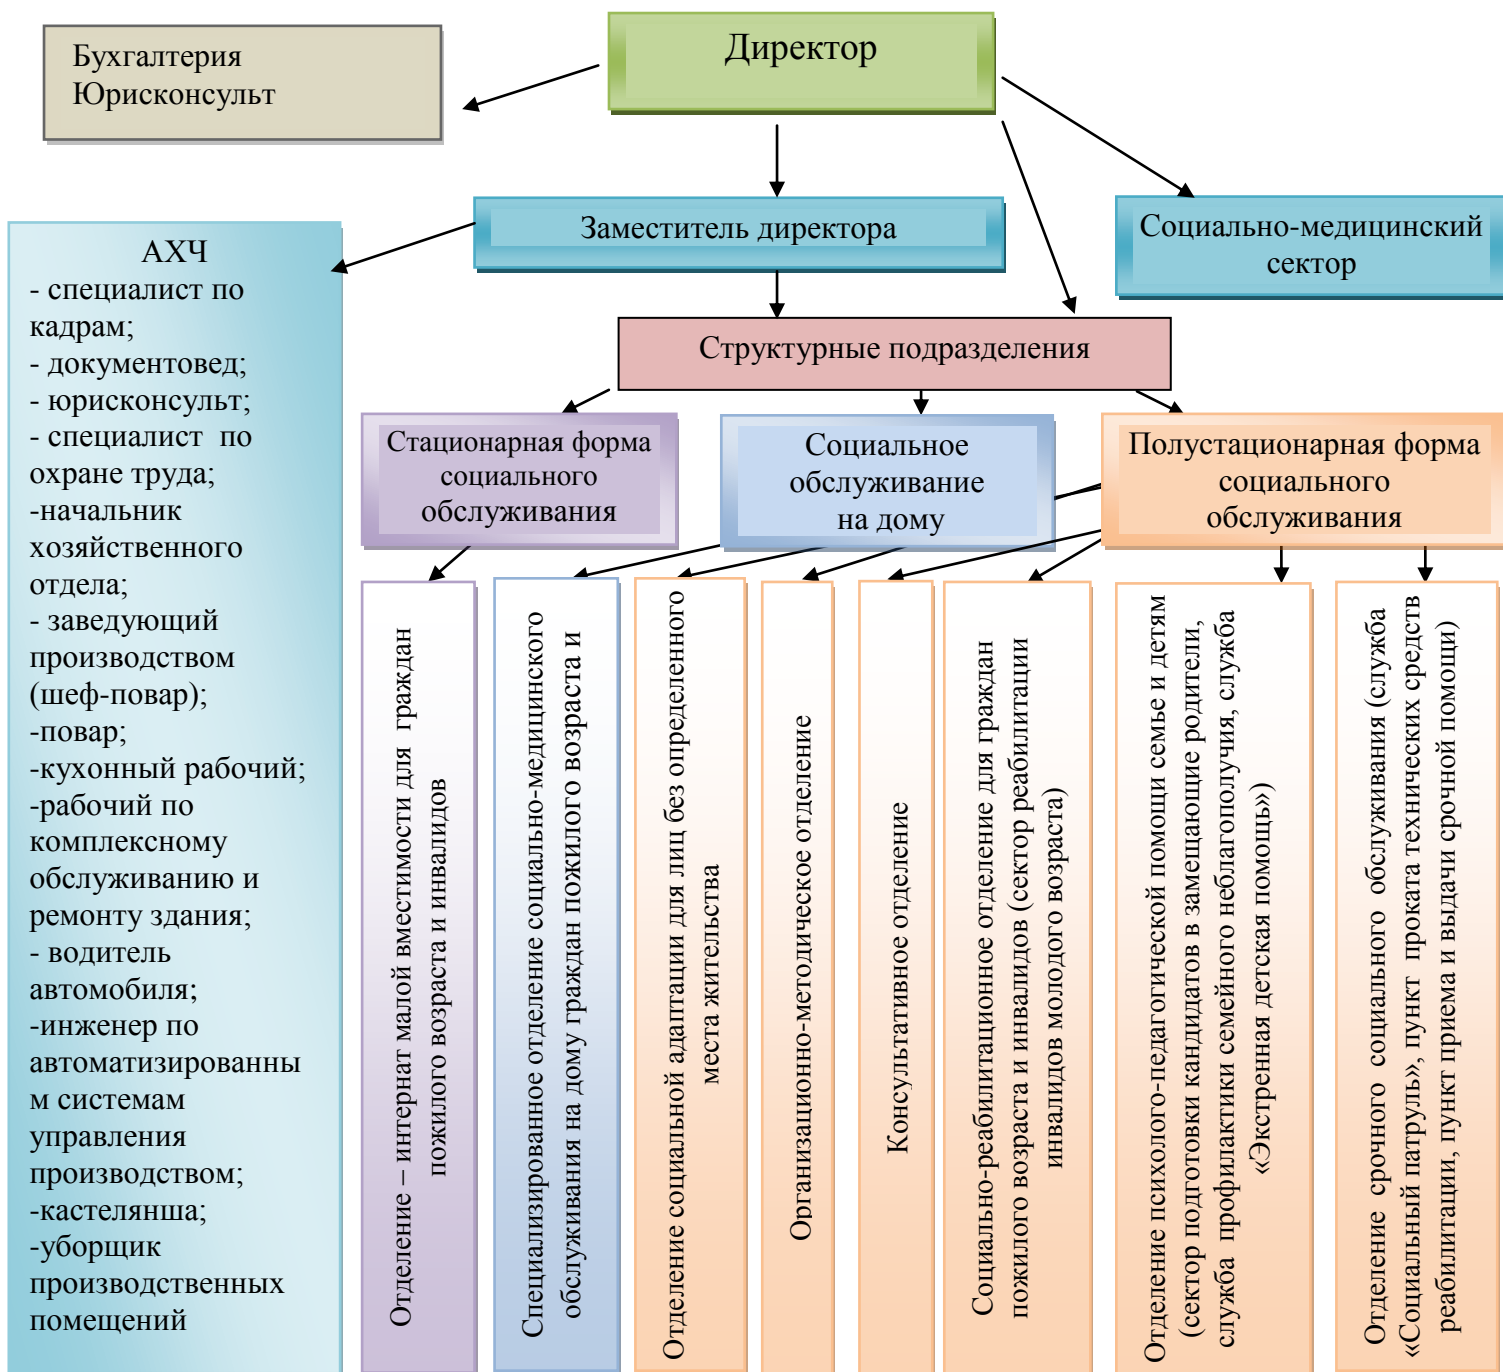 Бухгалтерия
Юрисконсульт
Директор
Заместитель директора
Социально-медицинский
сектор
АХЧ
- специалист по
кадрам;
- документовед;
- юрисконсульт;
- специалист  по
охране труда;
-начальник
хозяйственного
отдела;
- заведующий
производством
(шеф-повар);
-повар;
-кухонный рабочий;
-рабочий по
комплексному
обслуживанию и
ремонту здания;
- водитель
автомобиля;
-инженер по
автоматизированны
м системам
управления
производством;
-кастелянша;
-уборщик
производственных
помещений
Структурные подразделения
Стационарная форма
социального
обслуживания
Социальное
обслуживание
на дому
Полустационарная форма
социального
обслуживания
Отделение – интернат малой вместимости для  граждан
пожилого возраста и инвалидов
Специализированное отделение социально-медицинского
обслуживания на дому граждан пожилого возраста и
Отделение социальной адаптации для лиц без определенного
места жительства
Организационно-методическое отделение
Консультативное отделение
Социально-реабилитационное отделение для граждан
пожилого возраста и инвалидов (сектор реабилитации
инвалидов молодого возраста)
Отделение психолого-педагогической помощи семье и детям
(сектор подготовки кандидатов в замещающие родители,
служба профилактики семейного неблагополучия, служба
«Экстренная детская помощь»)
Отделение срочного социального обслуживания (служба
«Социальный патруль», пункт проката технических средств
реабилитации, пункт приема и выдачи срочной помощи)